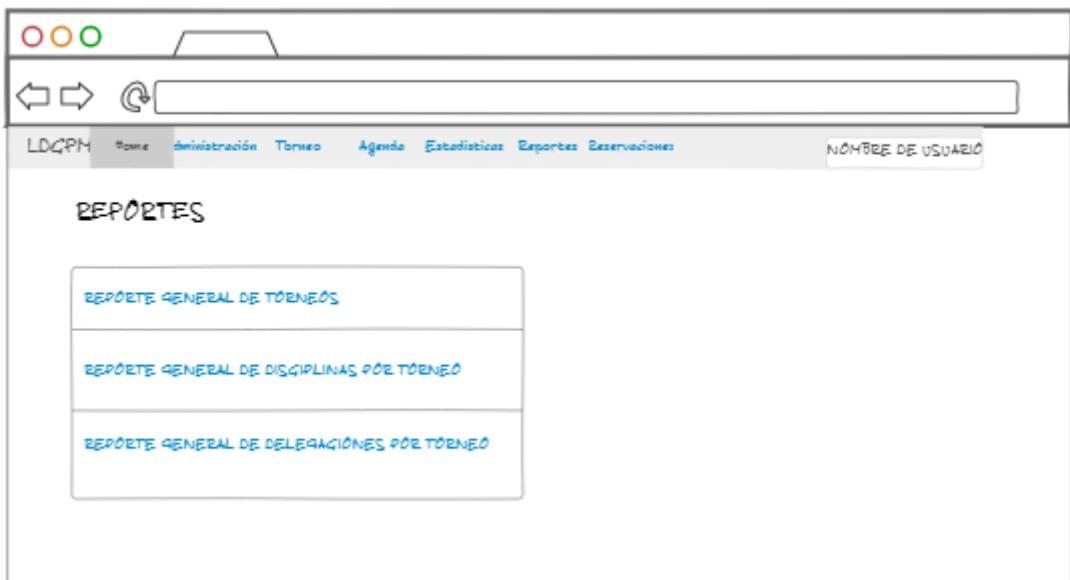 LDGPM Home dministración Torneo Agenda Estadisticas Reportes Reservaciones NOMBRE DE USUARIO
REPORTES
REPORTE GENERAL DE TORNEOS
REPORTE GENERAL DE DISCIPLINAS POR TORNEO
REPORTE GENERAL DE DELEGACIONES POR TORNEO